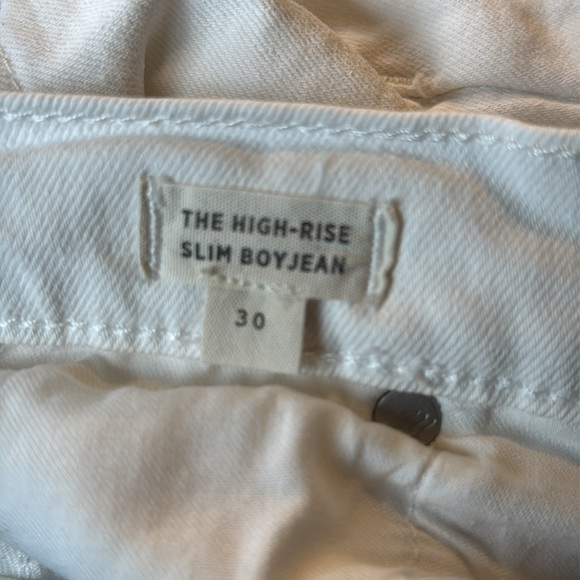 THE HIGH-RISE
SLIM BOYJEAN
30